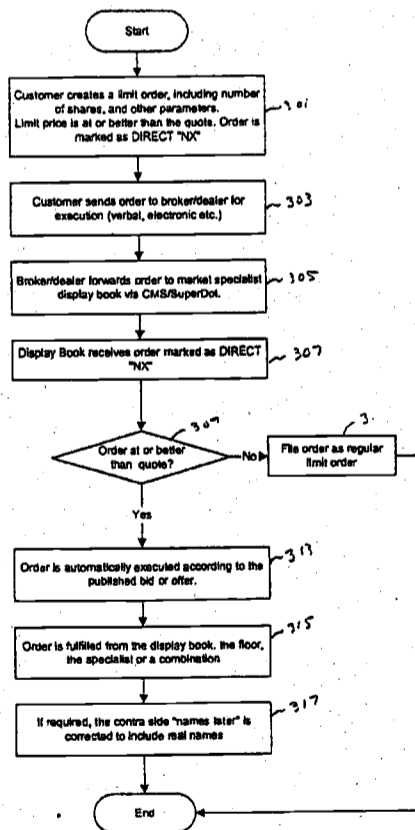 Start
Customer creates a limit order, including number
of shares, and other parameters.
Limit price is at or better than the quote. Order is
marked as DIRECT "NX"
301
Customer sends order to broker/dealer for
execution (verbal, electronic etc.)
303
Broker/dealer forwards order to market specialist
display book via CMS/SuperDot.
305
Display Book receives order marked as DIRECT
"NX"
307
309
Order at or better
than quote?
No
3.
File order as regular
limit order
Yes
Order is automatically executed according to the
published bid or offer.
313
Order is fulfilled from the display book, the floor,
the specialist or a combination
315
If required, the contra side "names later" is
corrected to include real names
317
End